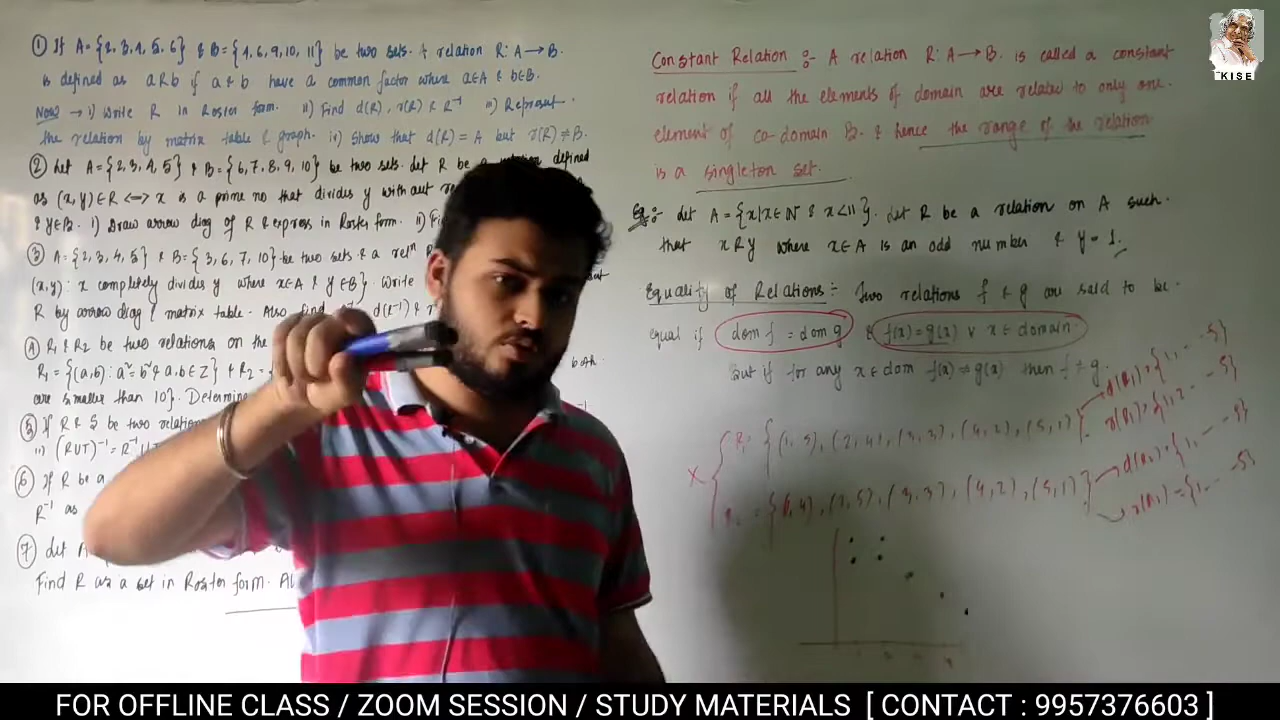 ① If A = {2, 3, 4, 5, 6} & B = {4, 6, 9, 10, 11} be two sets. A relation R: A → B.
is defined as aRb if a & b have a common factor where a∈A & b∈B.
Now → i) Write R in Roster form. ii) Find d(R), r(R) & R⁻¹ iii) Represent
the relation by matrix table & graph. iv) Show that d(R) = A but r(R) ≠ B.
② Let A = {2, 3, 4, 5} & B = {6, 7, 8, 9, 10} be two sets. Let R be a defined
as (x, y) ∈ R <=> x is a prime no that divides y without
& y∈B. i) Draw arrow diag of R & express in Roster form. ii)
③ A = {2, 3, 4, 5} & B = {3, 6, 7, 10} be two sets & a relⁿ
(x, y): x completely divides y where x∈A & y∈B}. Write
R by arrow diag & matrix table. Also find
④ R₁ & R₂ be two relations on the
R₁ = {(a, b): a² = b² & a, b ∈ Z} & R₂ =
both
are smaller than 10}. Determine
⑤ If R & S be two relation
ii) (RUT)⁻¹ = R⁻¹
⑥ If R be a
R⁻¹ as
⑦ Let
Find R as a set in Roster form.
Constant Relation :- A relation R: A → B. is called a constant
relation if all the elements of domain are related to only one.
element of co-domain B. & hence the range of the relation
is a singleton set.
Eg:- Let A = {x | x ∈ N & x < 11}. Let R be a relation on A such.
that xRy where x∈A is an odd number & y = 1.
Equality of Relations :- Two relations f & g are said to be.
equal if dom f = dom g & f(x) = g(x) ∀ x ∈ domain.
But if for any x ∈ dom f(x) ≠ g(x) then f ≠ g.
X
R₁ = {(1, 5), (2, 4), (3, 3), (4, 2), (5, 1)}
d(R₁) = {1, - - 5}
r(R₁) = {1, 2 - - 5}
R₂ = {(1, 4), (2, 5), (3, 3), (4, 2), (5, 1)}
d(R₂) = {1, - - 5}
r(R₂) = {1, - - 5}
KISE
FOR OFFLINE CLASS / ZOOM SESSION / STUDY MATERIALS [ CONTACT : 9957376603 ]